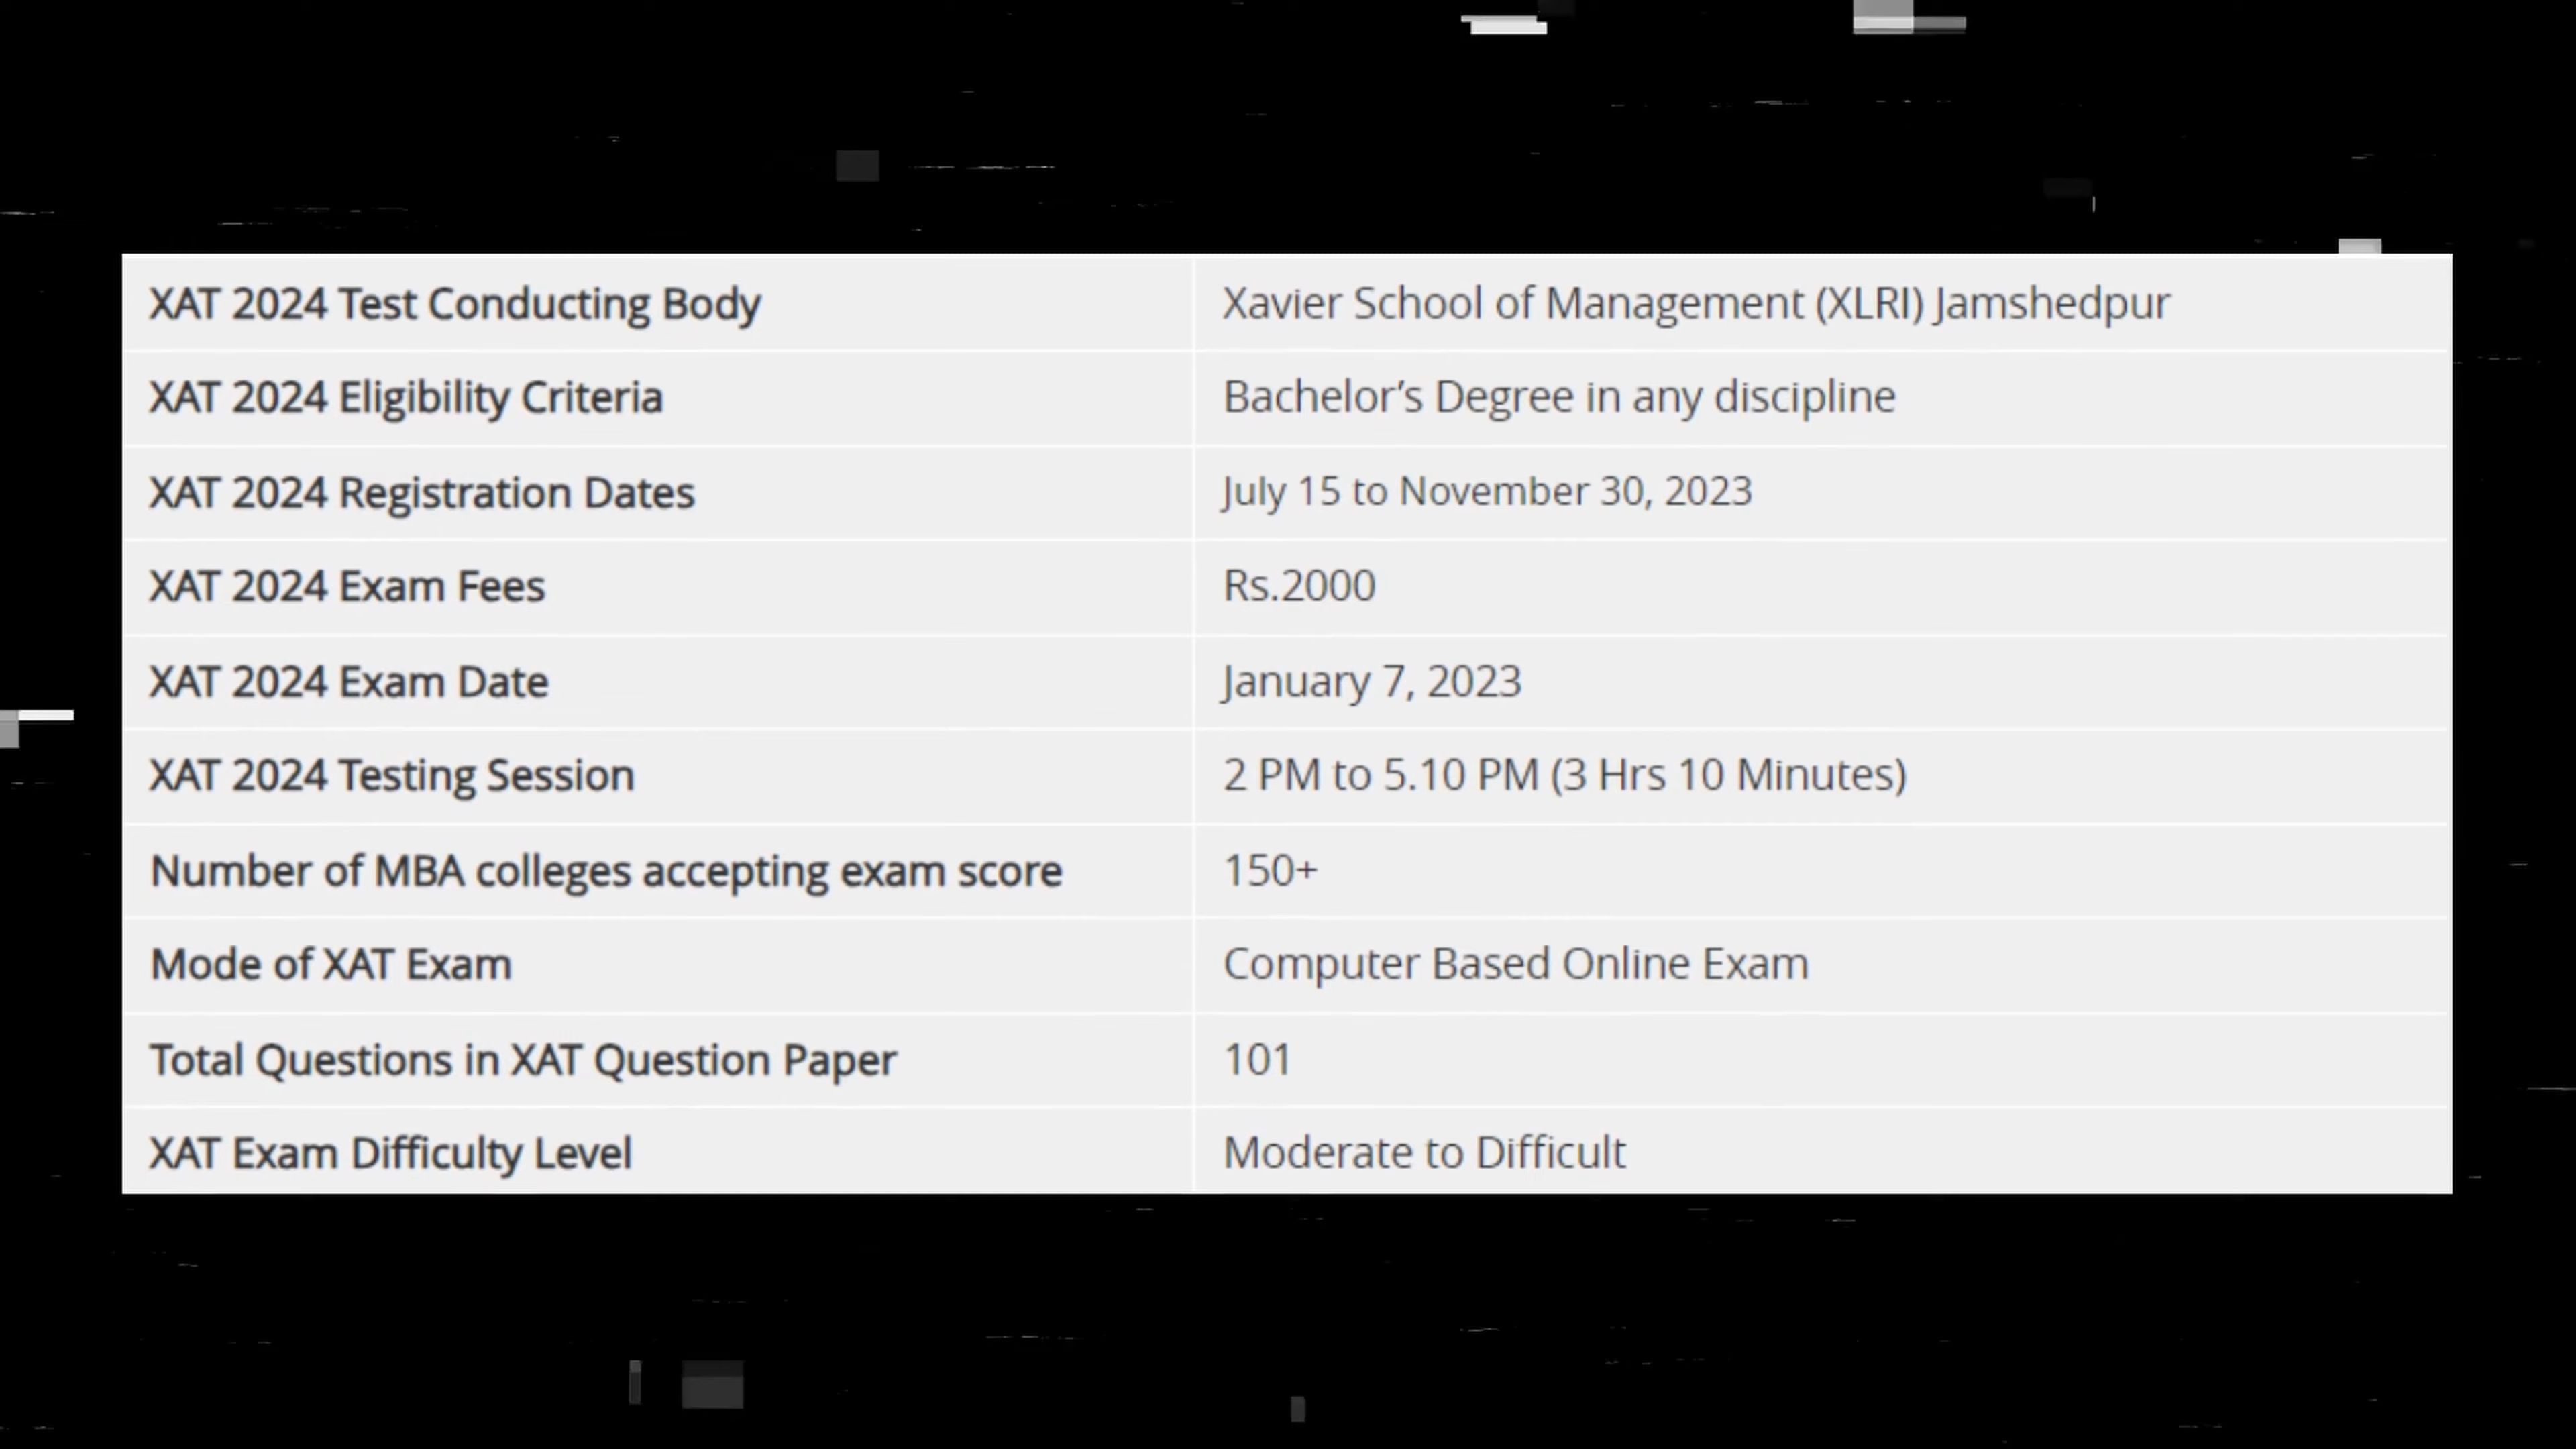 XAT 2024 Test Conducting Body Xavier School of Management (XLRI) Jamshedpur
XAT 2024 Eligibility Criteria Bachelor’s Degree in any discipline
XAT 2024 Registration Dates July 15 to November 30, 2023
XAT 2024 Exam Fees Rs.2000
XAT 2024 Exam Date January 7, 2023
XAT 2024 Testing Session 2 PM to 5.10 PM (3 Hrs 10 Minutes)
Number of MBA colleges accepting exam score 150+
Mode of XAT Exam Computer Based Online Exam
Total Questions in XAT Question Paper 101
XAT Exam Difficulty Level Moderate to Difficult